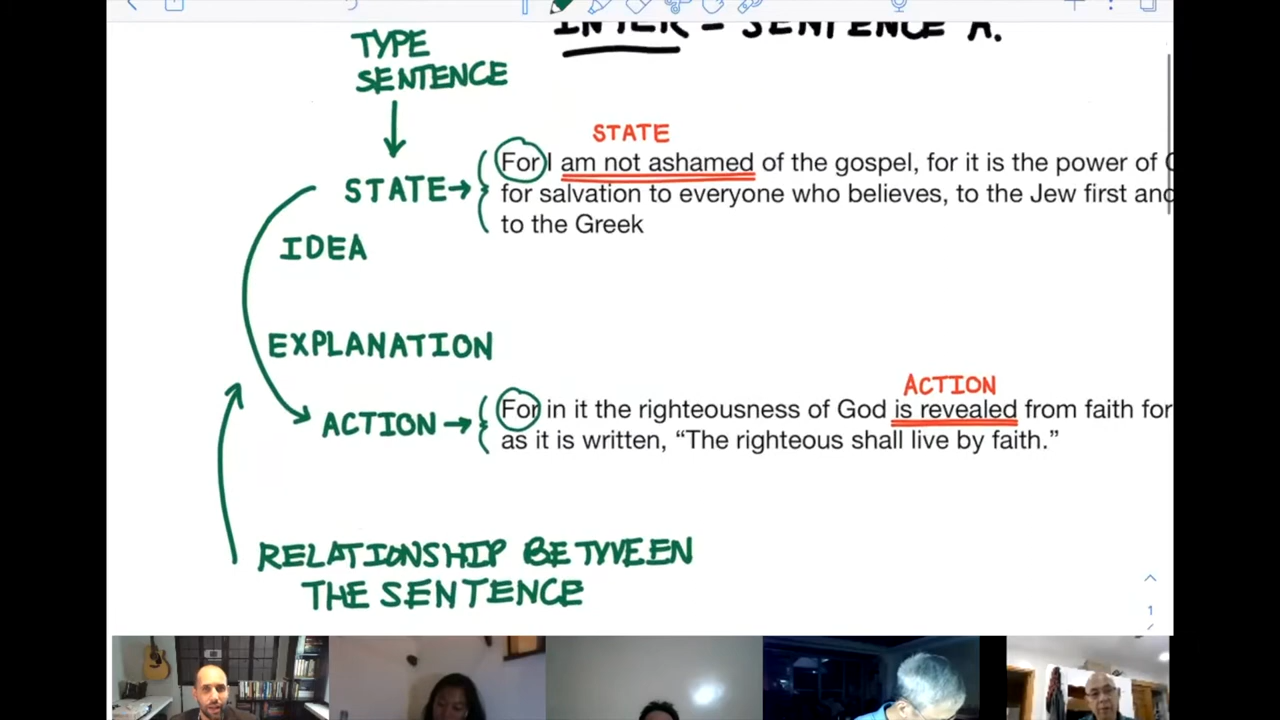 INTER – SENTENCE A.
TYPE
SENTENCE
STATE
For I am not ashamed of the gospel, for it is the power of
STATE → for salvation to everyone who believes, to the Jew first and
to the Greek
IDEA
EXPLANATION
ACTION
For in it the righteousness of God is revealed from faith for
ACTION → as it is written, “The righteous shall live by faith.”
RELATIONSHIP BETWEEN
THE SENTENCE
1